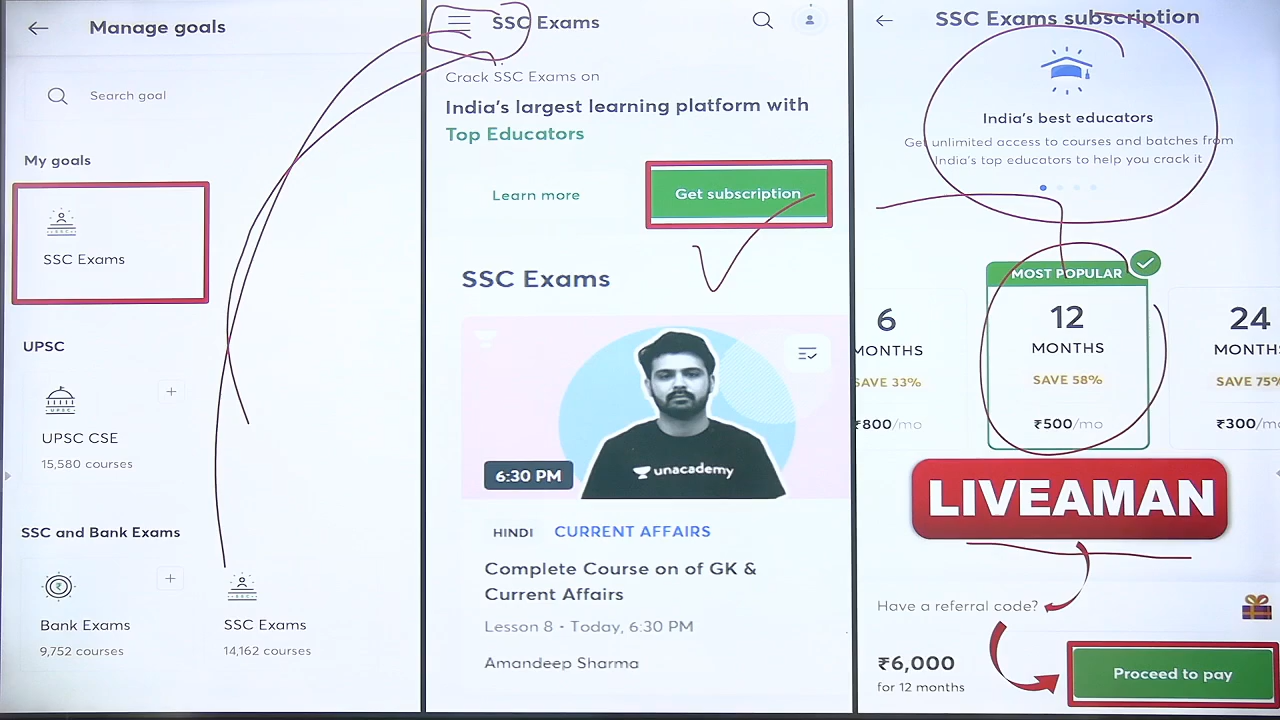 Manage goals
Search goal
My goals
SSC Exams
UPSC
UPSC CSE
15,580 courses
SSC and Bank Exams
Bank Exams
9,752 courses
SSC Exams
14,162 courses
SSC Exams
Crack SSC Exams on
India's largest learning platform with
Top Educators
Learn more
Get subscription
SSC Exams
unacademy
6:30 PM
HINDI CURRENT AFFAIRS
Complete Course on of GK &
Current Affairs
Lesson 8 - Today, 6:30 PM
Amandeep Sharma
SSC Exams subscription
India's best educators
Get unlimited access to courses and batches from
India's top educators to help you crack it
MOST POPULAR
6
MONTHS
SAVE 33%
₹800/mo
12
MONTHS
SAVE 58%
₹500/mo
24
MONTH
SAVE 75%
₹300/mo
LIVEAMAN
Have a referral code?
₹6,000
for 12 months
Proceed to pay